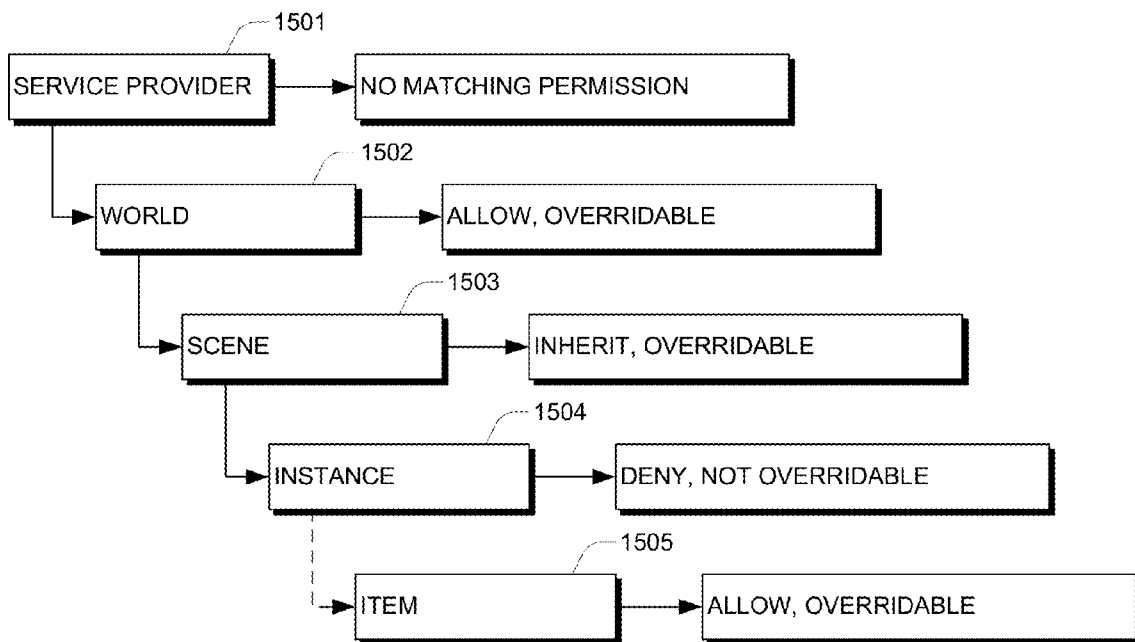 1501
SERVICE PROVIDER
NO MATCHING PERMISSION
1502
WORLD
ALLOW, OVERRIDABLE
1503
SCENE
INHERIT, OVERRIDABLE
1504
INSTANCE
DENY, NOT OVERRIDABLE
1505
ITEM
ALLOW, OVERRIDABLE